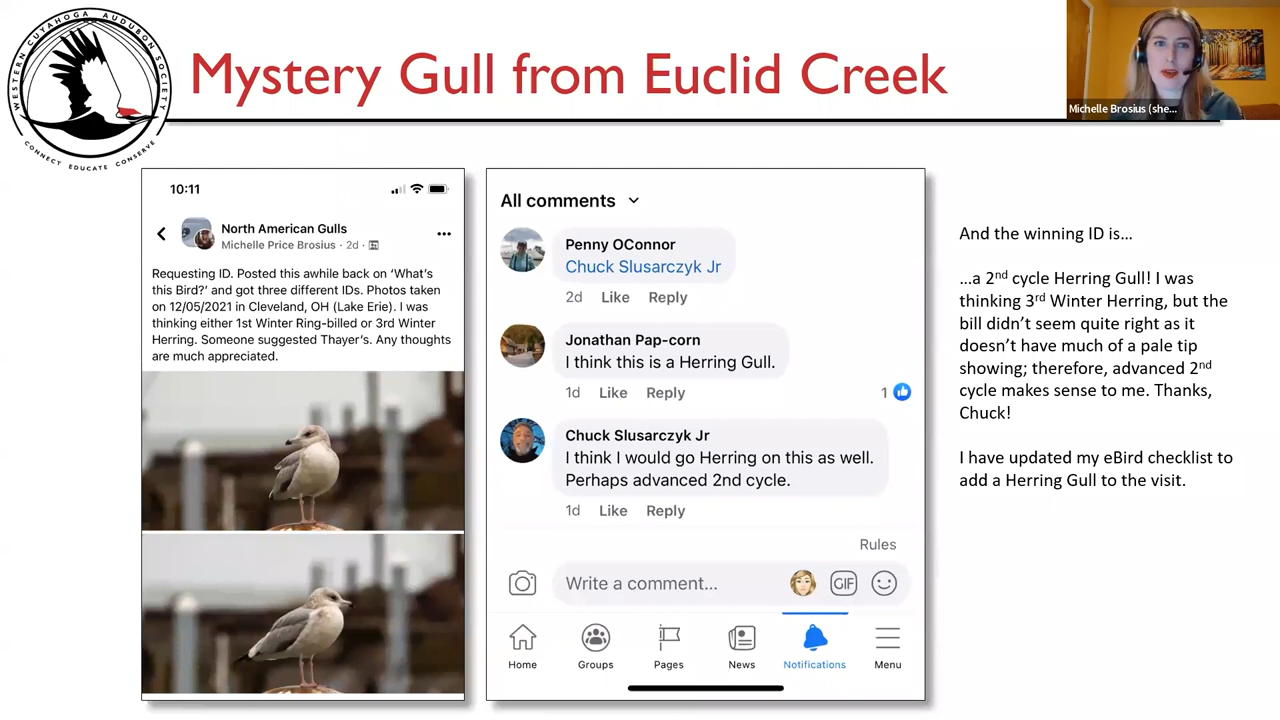 WESTERN CUYAHOGA AUDUBON SOCIETY
CONNECT EDUCATE CONSERVE
Mystery Gull from Euclid Creek
Michelle Brosius (she...
10:11
North American Gulls
Michelle Price Brosius · 2d ·
Requesting ID. Posted this awhile back on ‘What's
this Bird?’ and got three different IDs. Photos taken
on 12/05/2021 in Cleveland, OH (Lake Erie). I was
thinking either 1st Winter Ring-billed or 3rd Winter
Herring. Someone suggested Thayer's. Any thoughts
are much appreciated.
All comments
Penny OConnor
Chuck Slusarczyk Jr
2d Like Reply
Jonathan Pap-corn
I think this is a Herring Gull.
1d Like Reply 1
Chuck Slusarczyk Jr
I think I would go Herring on this as well.
Perhaps advanced 2nd cycle.
1d Like Reply
Rules
Write a comment...
GIF
Home Groups Pages News Notifications Menu
And the winning ID is…
…a 2nd cycle Herring Gull! I was
thinking 3rd Winter Herring, but the
bill didn’t seem quite right as it
doesn’t have much of a pale tip
showing; therefore, advanced 2nd
cycle makes sense to me. Thanks,
Chuck!
I have updated my eBird checklist to
add a Herring Gull to the visit.